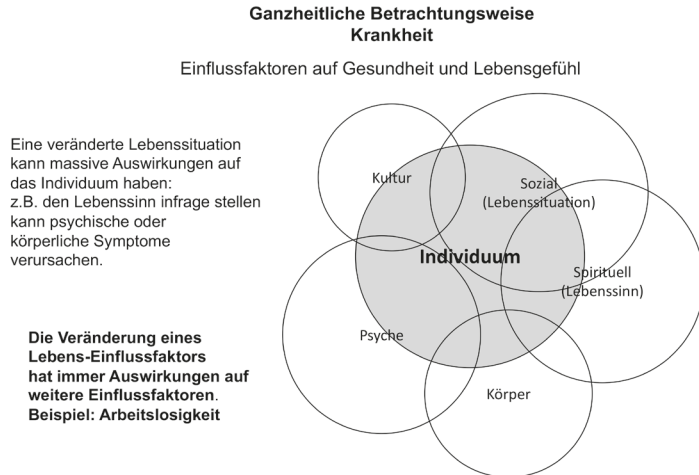 Ganzheitliche Betrachtungsweise
Krankheit
Einflussfaktoren auf Gesundheit und Lebensgefühl
Eine veränderte Lebenssituation
kann massive Auswirkungen auf
das Individuum haben:
z.B. den Lebenssinn infrage stellen
kann psychische oder
körperliche Symptome
verursachen.
Die Veränderung eines
Lebens-Einflussfaktors
hat immer Auswirkungen auf
weitere Einflussfaktoren.
Beispiel: Arbeitslosigkeit
Kultur
Sozial
(Lebenssituation)
Individuum
Spirituell
(Lebenssinn)
Psyche
Körper